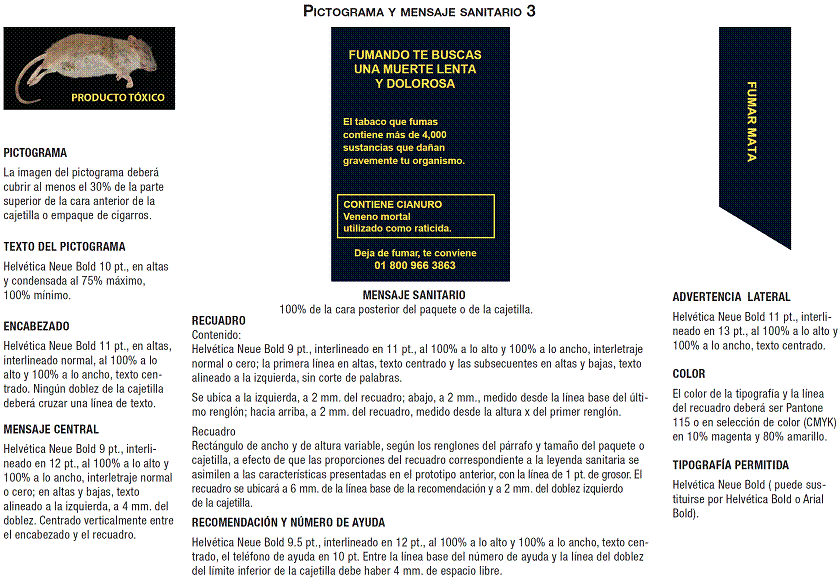 PICTOGRAMA Y MENSAJE SANITARIO 3
PRODUCTO TÓXICO
PICTOGRAMA
La imagen del pictograma deberá
cubrir al menos el 30% de la parte
superior de la cara anterior de la
cajetilla o empaque de cigarros.
TEXTO DEL PICTOGRAMA
Helvética Neue Bold 10 pt., en altas
y condensada al 75% máximo,
100% mínimo.
ENCABEZADO
Helvética Neue Bold 11 pt., en altas,
interlineado normal, al 100% a lo
alto y 100% a lo ancho, texto cen-
trado. Ningún doblez de la cajetilla
deberá cruzar una línea de texto.
MENSAJE CENTRAL
Helvética Neue Bold 9 pt., interli-
neado en 12 pt., al 100% a lo alto y
100% a lo ancho, interletraje normal
o cero; en altas y bajas, texto
alineado a la izquierda, a 4 mm. del
doblez. Centrado verticalmente entre
el encabezado y el recuadro.
FUMANDO TE BUSCAS
UNA MUERTE LENTA
Y DOLOROSA
El tabaco que fumas
contiene más de 4,000
sustancias que dañan
gravemente tu organismo.
CONTIENE CIANURO
Veneno mortal
utilizado como raticida.
Deja de fumar, te conviene
01 800 966 3863
MENSAJE SANITARIO
100% de la cara posterior del paquete o de la cajetilla.
RECUADRO
Contenido:
Helvética Neue Bold 9 pt., interlineado en 11 pt., al 100% a lo alto y 100% a lo ancho, interletraje
normal o cero; la primera línea en altas, texto centrado y las subsecuentes en altas y bajas, texto
alineado a la izquierda, sin corte de palabras.
Se ubica a la izquierda, a 2 mm. del recuadro; abajo, a 2 mm., medido desde la línea base del últi-
mo renglón; hacia arriba, a 2 mm. del recuadro, medido desde la altura x del primer renglón.
Recuadro
Rectángulo de ancho y de altura variable, según los renglones del párrafo y tamaño del paquete o
cajetilla, a efecto de que las proporciones del recuadro correspondiente a la leyenda sanitaria se
asimilen a las características presentadas en el prototipo anterior, con la línea de 1 pt. de grosor. El
recuadro se ubicará a 6 mm. de la línea base de la recomendación y a 2 mm. del doblez izquierdo
de la cajetilla.
RECOMENDACIÓN Y NÚMERO DE AYUDA
Helvética Neue Bold 9.5 pt., interlineado en 12 pt., al 100% a lo alto y 100% a lo ancho, texto cen-
trado, el teléfono de ayuda en 10 pt. Entre la línea base del número de ayuda y la línea del doblez
del límite inferior de la cajetilla debe haber 4 mm. de espacio libre.
FUMAR MATA
ADVERTENCIA LATERAL
Helvética Neue Bold 11 pt., interli-
neado en 13 pt., al 100% a lo alto y
100% a lo ancho, texto centrado.
COLOR
El color de la tipografía y la línea
del recuadro deberá ser Pantone
115 o en selección de color (CMYK)
en 10% magenta y 80% amarillo.
TIPOGRAFÍA PERMITIDA
Helvética Neue Bold ( puede sus-
tituirse por Helvética Bold o Arial
Bold).